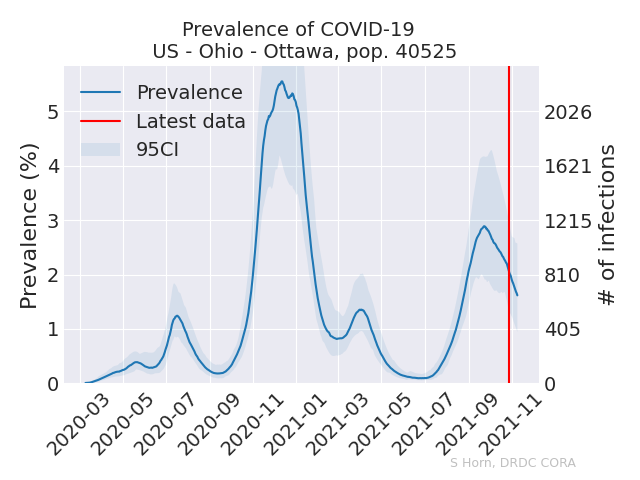 Prevalence of COVID-19
US - Ohio - Ottawa, pop. 40525
Prevalence
Latest data
95CI
Prevalence (%)
5
4
3
2
1
0
2026
1621
1215
810
405
0
# of infections
2020-03
2020-05
2020-07
2020-09
2020-11
2021-01
2021-03
2021-05
2021-07
2021-09
2021-11
S Horn, DRDC CORA